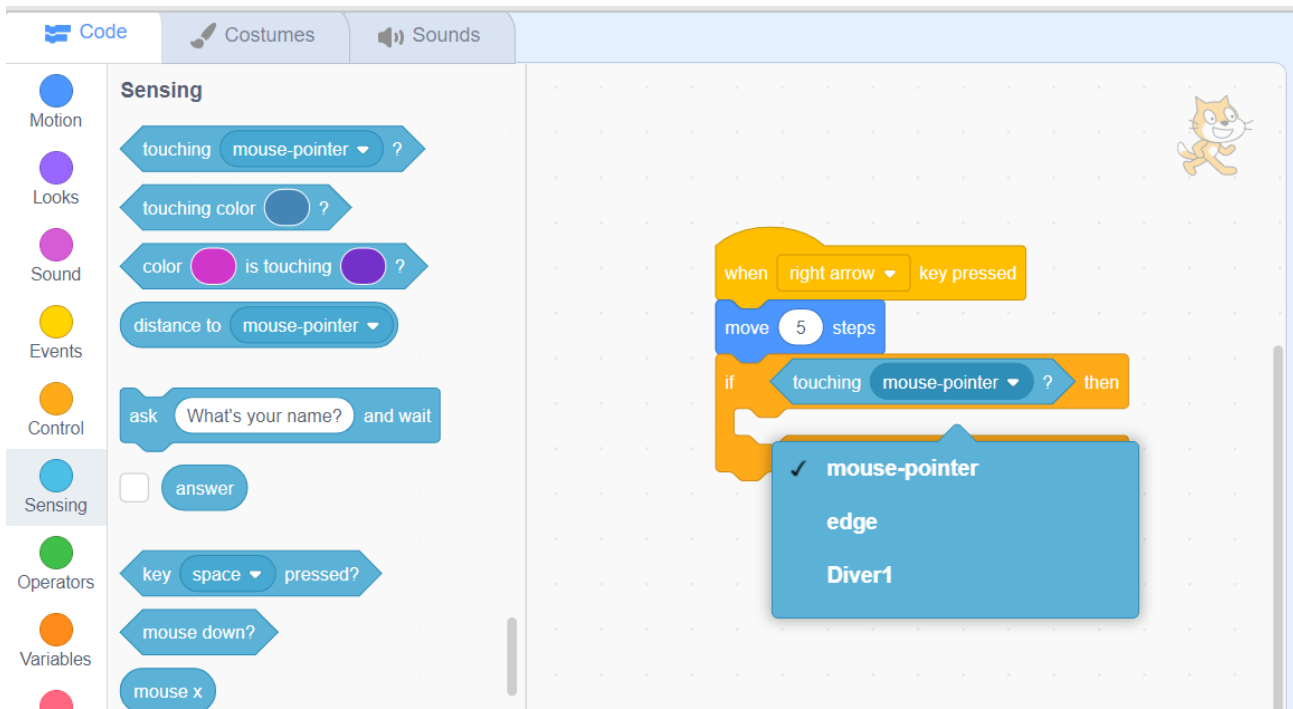 Code
Costumes
Sounds
Motion
Looks
Sound
Events
Control
Sensing
Operators
Variables
Sensing
touching mouse-pointer ?
touching color ?
color is touching ?
distance to mouse-pointer
ask What's your name? and wait
answer
key space pressed?
mouse down?
mouse x
when right arrow key pressed
move 5 steps
if touching mouse-pointer ? then
mouse-pointer
edge
Diver1